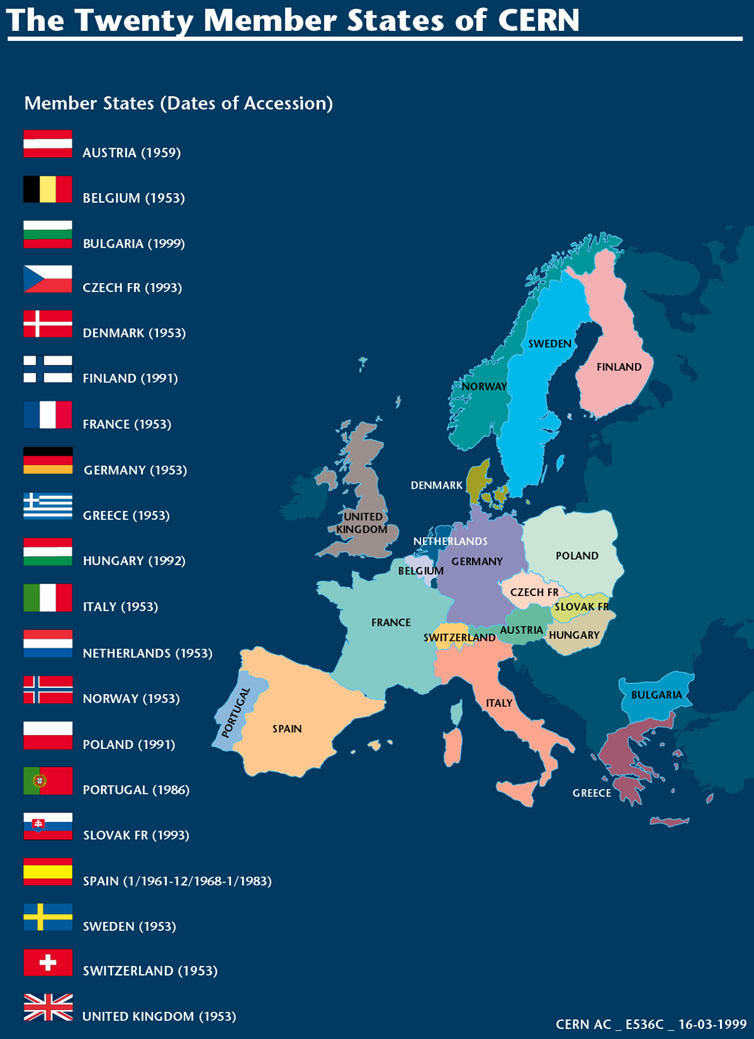 The Twenty Member States of CERN
Member States (Dates of Accession)
AUSTRIA (1959)
BELGIUM (1953)
BULGARIA (1999)
CZECH FR (1993)
DENMARK (1953)
FINLAND (1991)
FRANCE (1953)
GERMANY (1953)
GREECE (1953)
HUNGARY (1992)
ITALY (1953)
NETHERLANDS (1953)
NORWAY (1953)
POLAND (1991)
PORTUGAL (1986)
SLOVAK FR (1993)
SPAIN (1/1961-12/1968-1/1983)
SWEDEN (1953)
SWITZERLAND (1953)
UNITED KINGDOM (1953)
SWEDEN
FINLAND
NORWAY
DENMARK
UNITED
KINGDOM
NETHERLANDS
POLAND
GERMANY
BELGIUM
CZECH FR
SLOVAK FR
FRANCE
AUSTRIA
SWITZERLAND
HUNGARY
BULGARIA
ITALY
PORTUGAL
SPAIN
GREECE
CERN AC _ E536C _ 16-03-1999